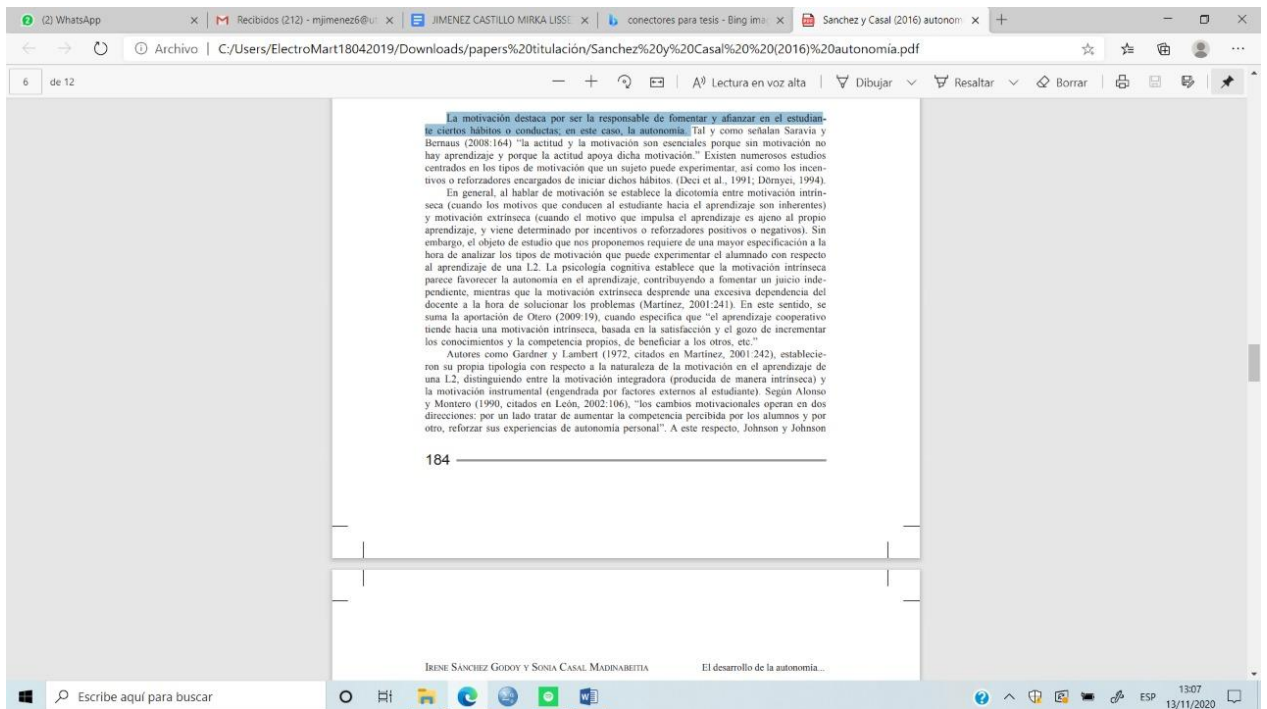 (2) WhatsApp
Recibidos (212) - mjimenez6@ut
JIMENEZ CASTILLO MIRKA LISSE
conectores para tesis - Bing imag
Sanchez y Casal (2016) autonom
Archivo | C:/Users/ElectroMart18042019/Downloads/papers%20titulación/Sanchez%20y%20Casal%20%20(2016)%20autonomía.pdf
6 de 12
Lectura en voz alta
Dibujar
Resaltar
Borrar
La motivación destaca por ser la responsable de fomentar y afianzar en el estudian-
te ciertos hábitos o conductas; en este caso, la autonomía. Tal y como señalan Saravia y
Bernaus (2008:164) “la actitud y la motivación son esenciales porque sin motivación no
hay aprendizaje y porque la actitud apoya dicha motivación.” Existen numerosos estudios
centrados en los tipos de motivación que un sujeto puede experimentar, así como los incen-
tivos o reforzadores encargados de iniciar dichos hábitos. (Deci et al., 1991; Dörnyei, 1994).
En general, al hablar de motivación se establece la dicotomía entre motivación intrín-
seca (cuando los motivos que conducen al estudiante hacia el aprendizaje son inherentes)
y motivación extrínseca (cuando el motivo que impulsa el aprendizaje es ajeno al propio
aprendizaje, y viene determinado por incentivos o reforzadores positivos o negativos). Sin
embargo, el objeto de estudio que nos proponemos requiere de una mayor especificación a la
hora de analizar los tipos de motivación que puede experimentar el alumnado con respecto
al aprendizaje de una L2. La psicología cognitiva establece que la motivación intrínseca
parece favorecer la autonomía en el aprendizaje, contribuyendo a fomentar un juicio inde-
pendiente, mientras que la motivación extrínseca desprende una excesiva dependencia del
docente a la hora de solucionar los problemas (Martínez, 2001:241). En este sentido, se
suma la aportación de Otero (2009:19), cuando especifica que “el aprendizaje cooperativo
tiende hacia una motivación intrínseca, basada en la satisfacción y el gozo de incrementar
los conocimientos y la competencia propios, de beneficiar a los otros, etc.”
Autores como Gardner y Lambert (1972, citados en Martínez, 2001:242), establecie-
ron su propia tipología con respecto a la naturaleza de la motivación en el aprendizaje de
una L2, distinguiendo entre la motivación integradora (producida de manera intrínseca) y
la motivación instrumental (engendrada por factores externos al estudiante). Según Alonso
y Montero (1990, citados en León, 2002:106), “los cambios motivacionales operan en dos
direcciones: por un lado tratar de aumentar la competencia percibida por los alumnos y por
otro, reforzar sus experiencias de autonomía personal”. A este respecto, Johnson y Johnson
184
IRENE SÁNCHEZ GODOY Y SONIA CASAL MADINABEITIA El desarrollo de la autonomía...
Escribe aquí para buscar
ESP
13:07
13/11/2020